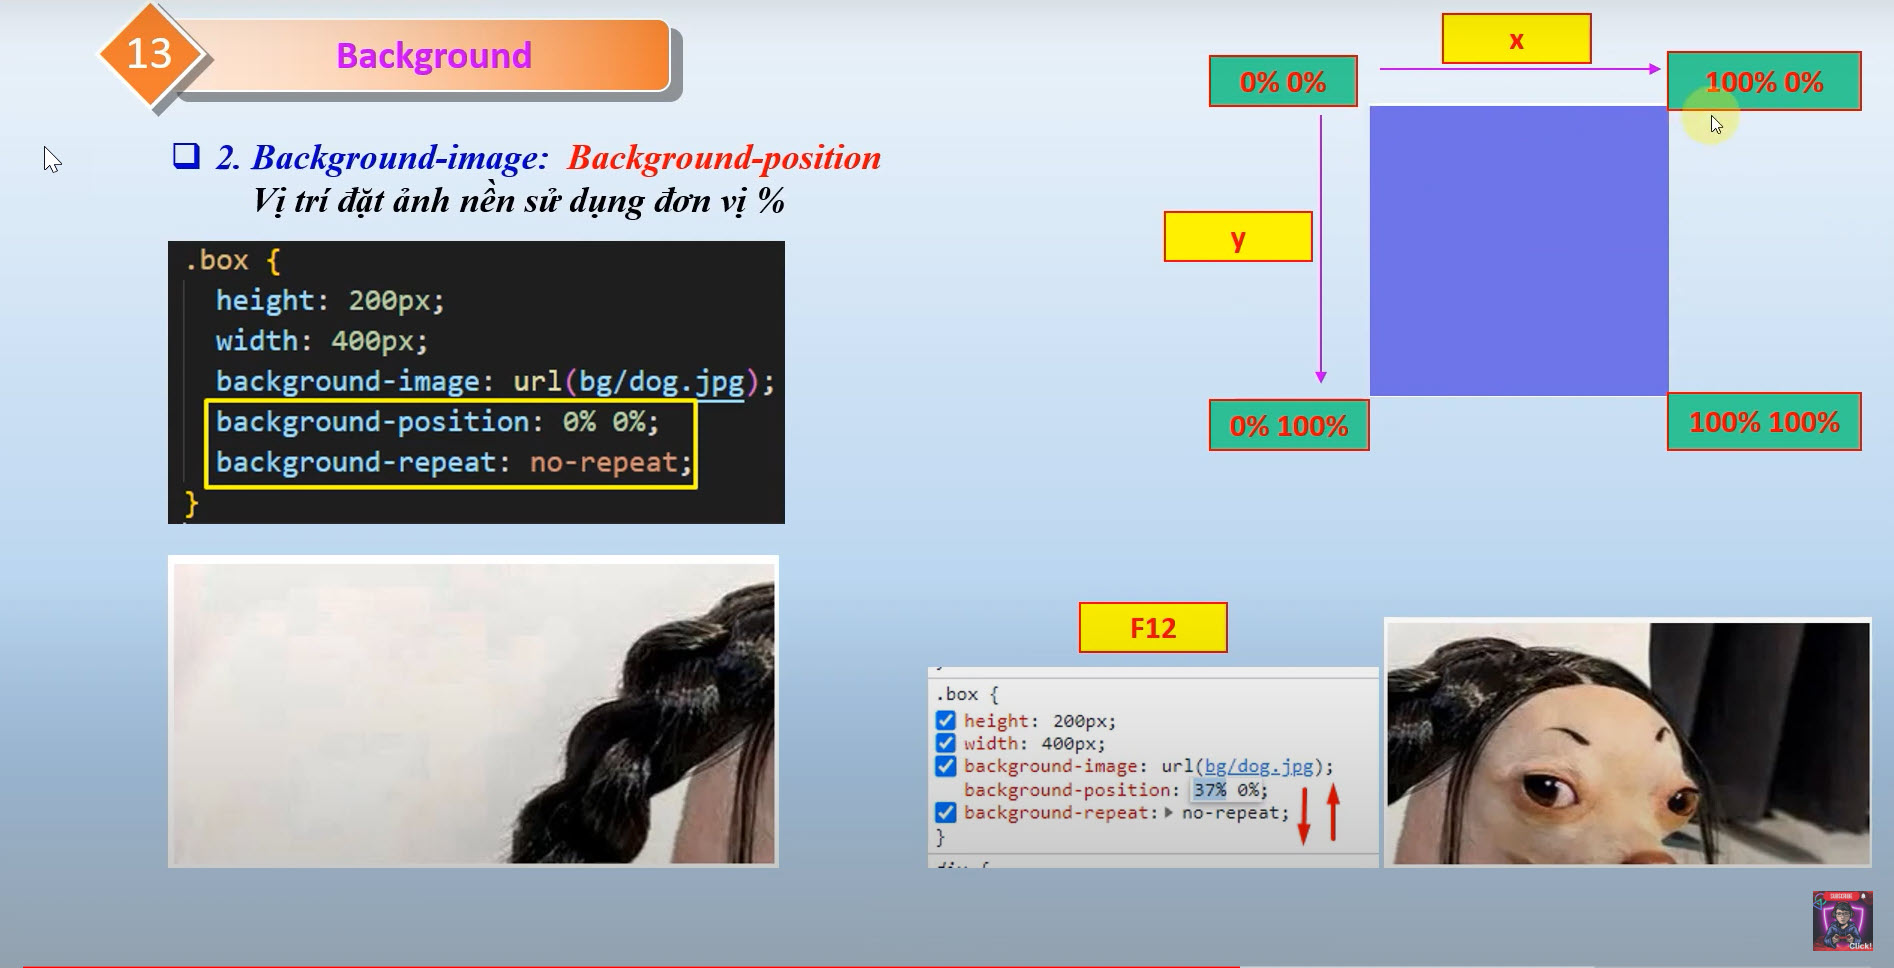 13
Background
2. Background-image: Background-position
Vị trí đặt ảnh nền sử dụng đơn vị %
.box {
height: 200px;
width: 400px;
background-image: url(bg/dog.jpg);
background-position: 0% 0%;
background-repeat: no-repeat;
}
x
0% 0%
100% 0%
y
0% 100%
100% 100%
F12
.box {
height: 200px;
width: 400px;
background-image: url(bg/dog.jpg);
background-position: 37% 0%;
background-repeat: no-repeat;
}
SUBSCRIBE
Click!